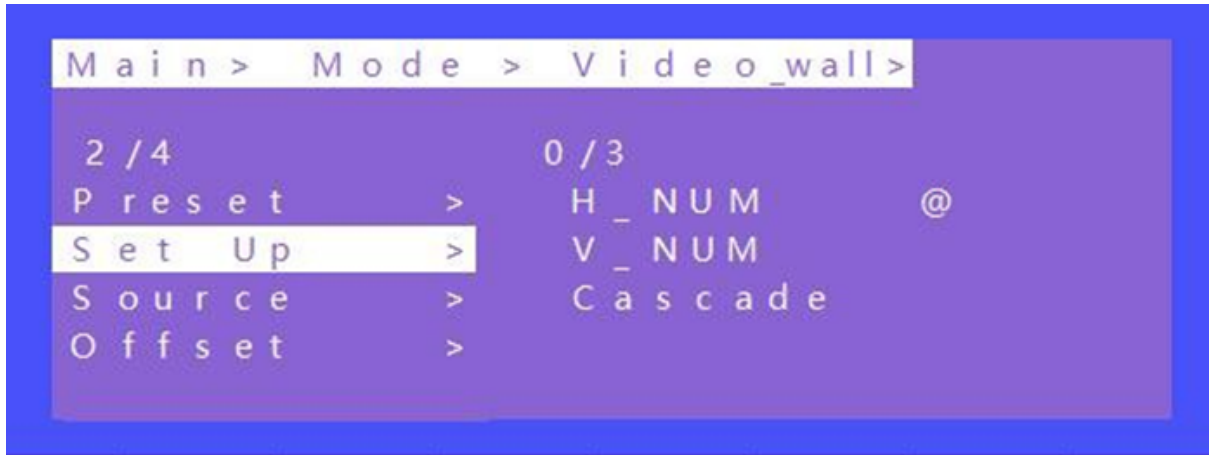 Main> Mode > Video_wall>
2/4 0/3
Preset > H_NUM @
Set Up > V_NUM
Source > Cascade
Offset >